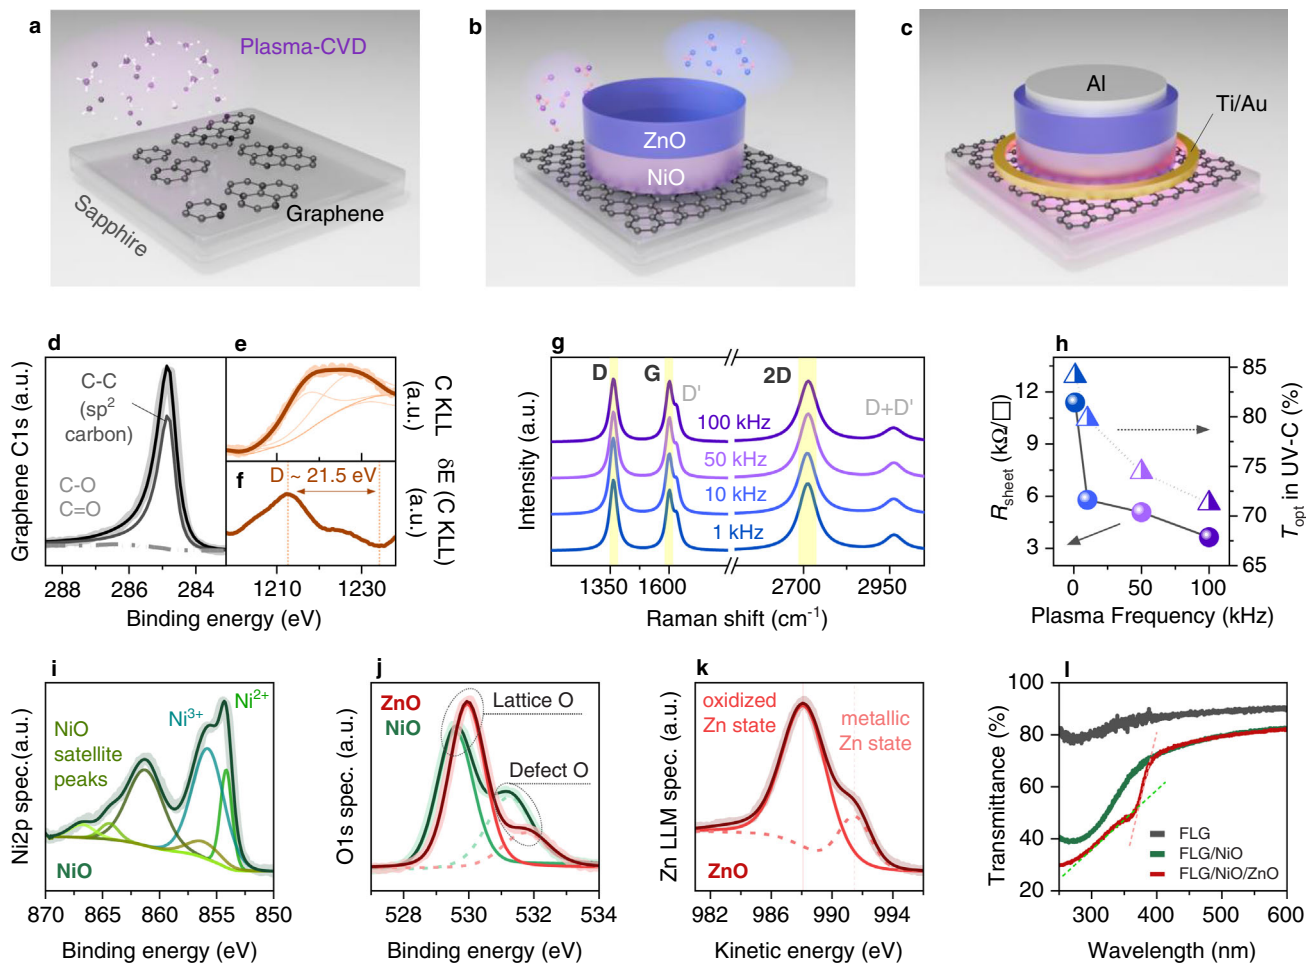 a
Plasma-CVD
Sapphire
Graphene
b
ZnO
NiO
c
Al
Ti/Au
d
Graphene C1s (a.u.)
C-C
(sp²
carbon)
C-O
C=O
288
286
284
Binding energy (eV)
e
C KLL
(a.u.)
f
D ~ 21.5 eV
δE (C KLL)
(a.u.)
1210
1230
g
Intensity (a.u.)
D
G
D'
2D
D+D'
100 kHz
50 kHz
10 kHz
1 kHz
1350
1600
2700
2950
Raman shift (cm⁻¹)
h
R_sheet (kΩ/□)
12
9
6
3
T_opt in UV-C (%)
85
80
75
70
65
0
50
100
Plasma Frequency (kHz)
i
Ni2p spec.(a.u.)
NiO
satellite
peaks
Ni³⁺
Ni²⁺
NiO
870
865
860
855
850
Binding energy (eV)
j
O1s spec. (a.u.)
ZnO
NiO
Lattice O
Defect O
528
530
532
534
Binding energy (eV)
k
Zn LLM spec. (a.u.)
oxidized
Zn state
metallic
Zn state
ZnO
982
986
990
994
Kinetic energy (eV)
l
Transmittance (%)
100
80
60
40
20
FLG
FLG/NiO
FLG/NiO/ZnO
300
400
500
600
Wavelength (nm)